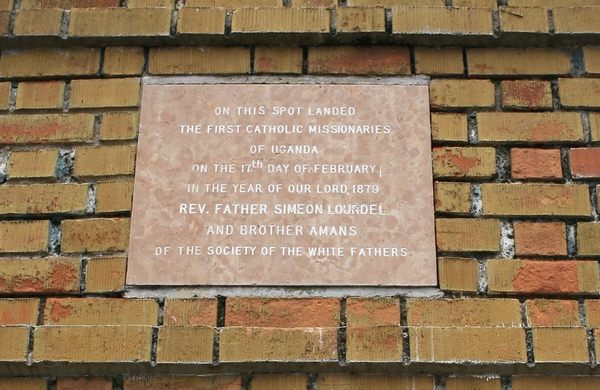 ON THIS SPOT LANDED
THE FIRST CATHOLIC MISSIONARIES
OF UGANDA
ON THE 17th DAY OF FEBRUARY
IN THE YEAR OF OUR LORD 1879
REV. FATHER SIMEON LOURDEL
AND BROTHER AMANS
OF THE SOCIETY OF THE WHITE FATHERS